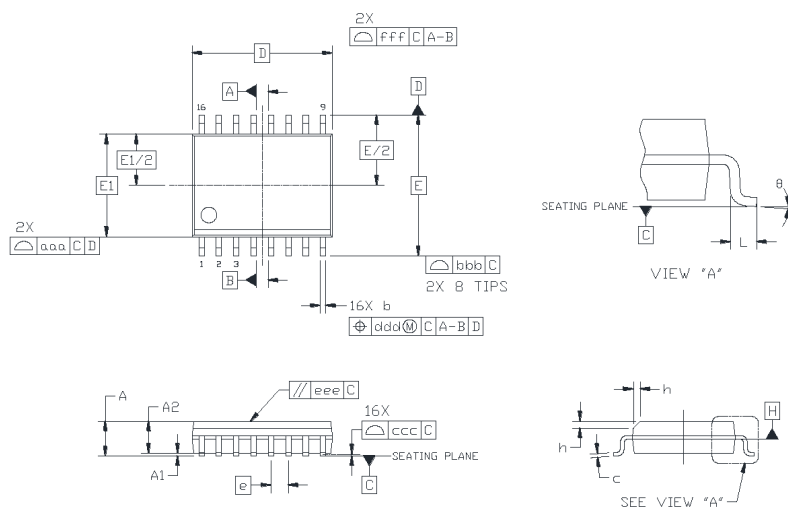 2X
⌓ fff C A-B
D
A
D
16
9
E1/2
E/2
E1
E
2X
⌓ aaa C D
1 2 3
8
B
⌓ bbb C
2X 8 TIPS
16X b
⌖ ddd Ⓜ C A-B D
θ
SEATING PLANE
C
L
VIEW "A"
// eee C
A
A2
16X
⌓ ccc C
SEATING PLANE
A1
C
e
h
H
h
c
SEE VIEW "A"